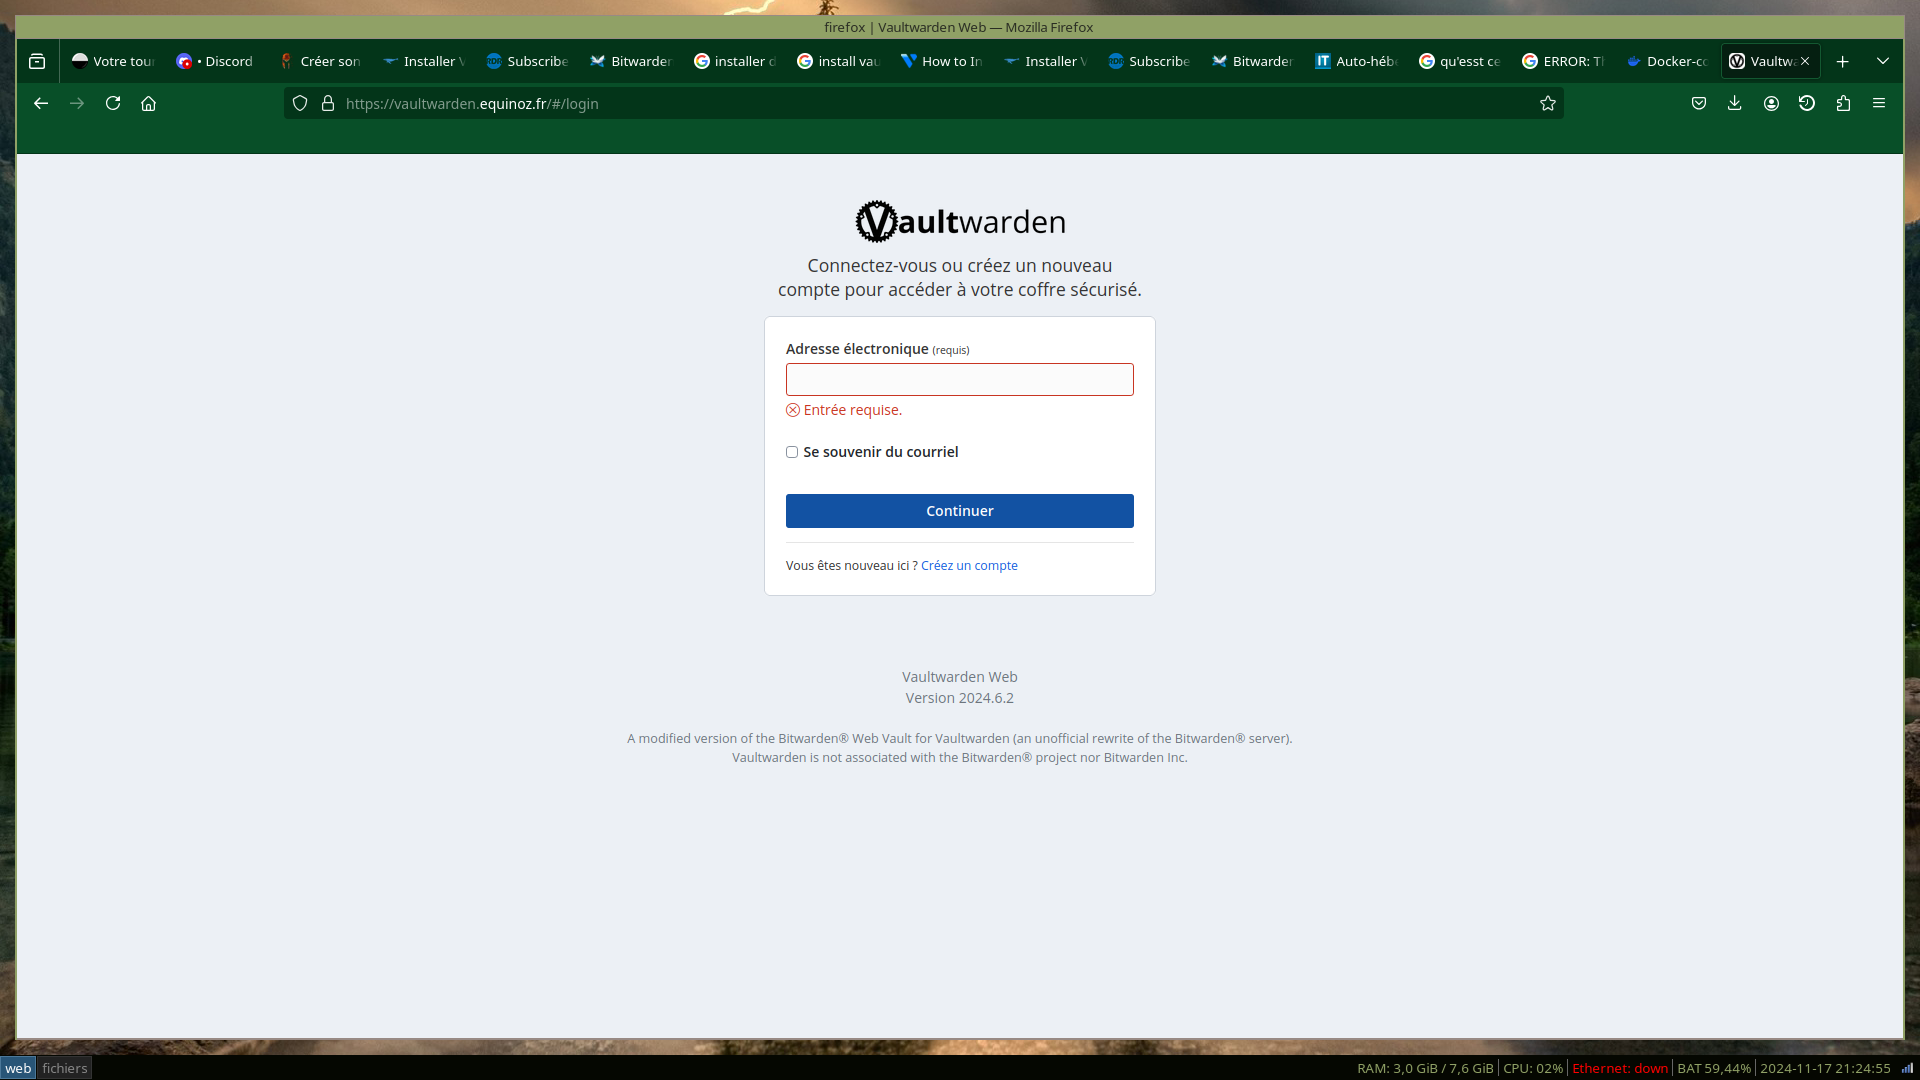 firefox | Vaultwarden Web — Mozilla Firefox
Votre tour
• Discord
Créer son
Installer V
Subscribe
Bitwarden
installer d
install vau
How to In
Installer V
Subscribe
Bitwarden
Auto-hébe
qu'esst ce
ERROR: Th
Docker-co
Vaultwa
https://vaultwarden.equinoz.fr/#/login
Vaultwarden
Connectez-vous ou créez un nouveau
compte pour accéder à votre coffre sécurisé.
Adresse électronique (requis)
Entrée requise.
Se souvenir du courriel
Continuer
Vous êtes nouveau ici ? Créez un compte
Vaultwarden Web
Version 2024.6.2
A modified version of the Bitwarden® Web Vault for Vaultwarden (an unofficial rewrite of the Bitwarden® server).
Vaultwarden is not associated with the Bitwarden® project nor Bitwarden Inc.
web fichiers RAM: 3,0 GiB / 7,6 GiB | CPU: 02% | Ethernet: down | BAT 59,44% | 2024-11-17 21:24:55